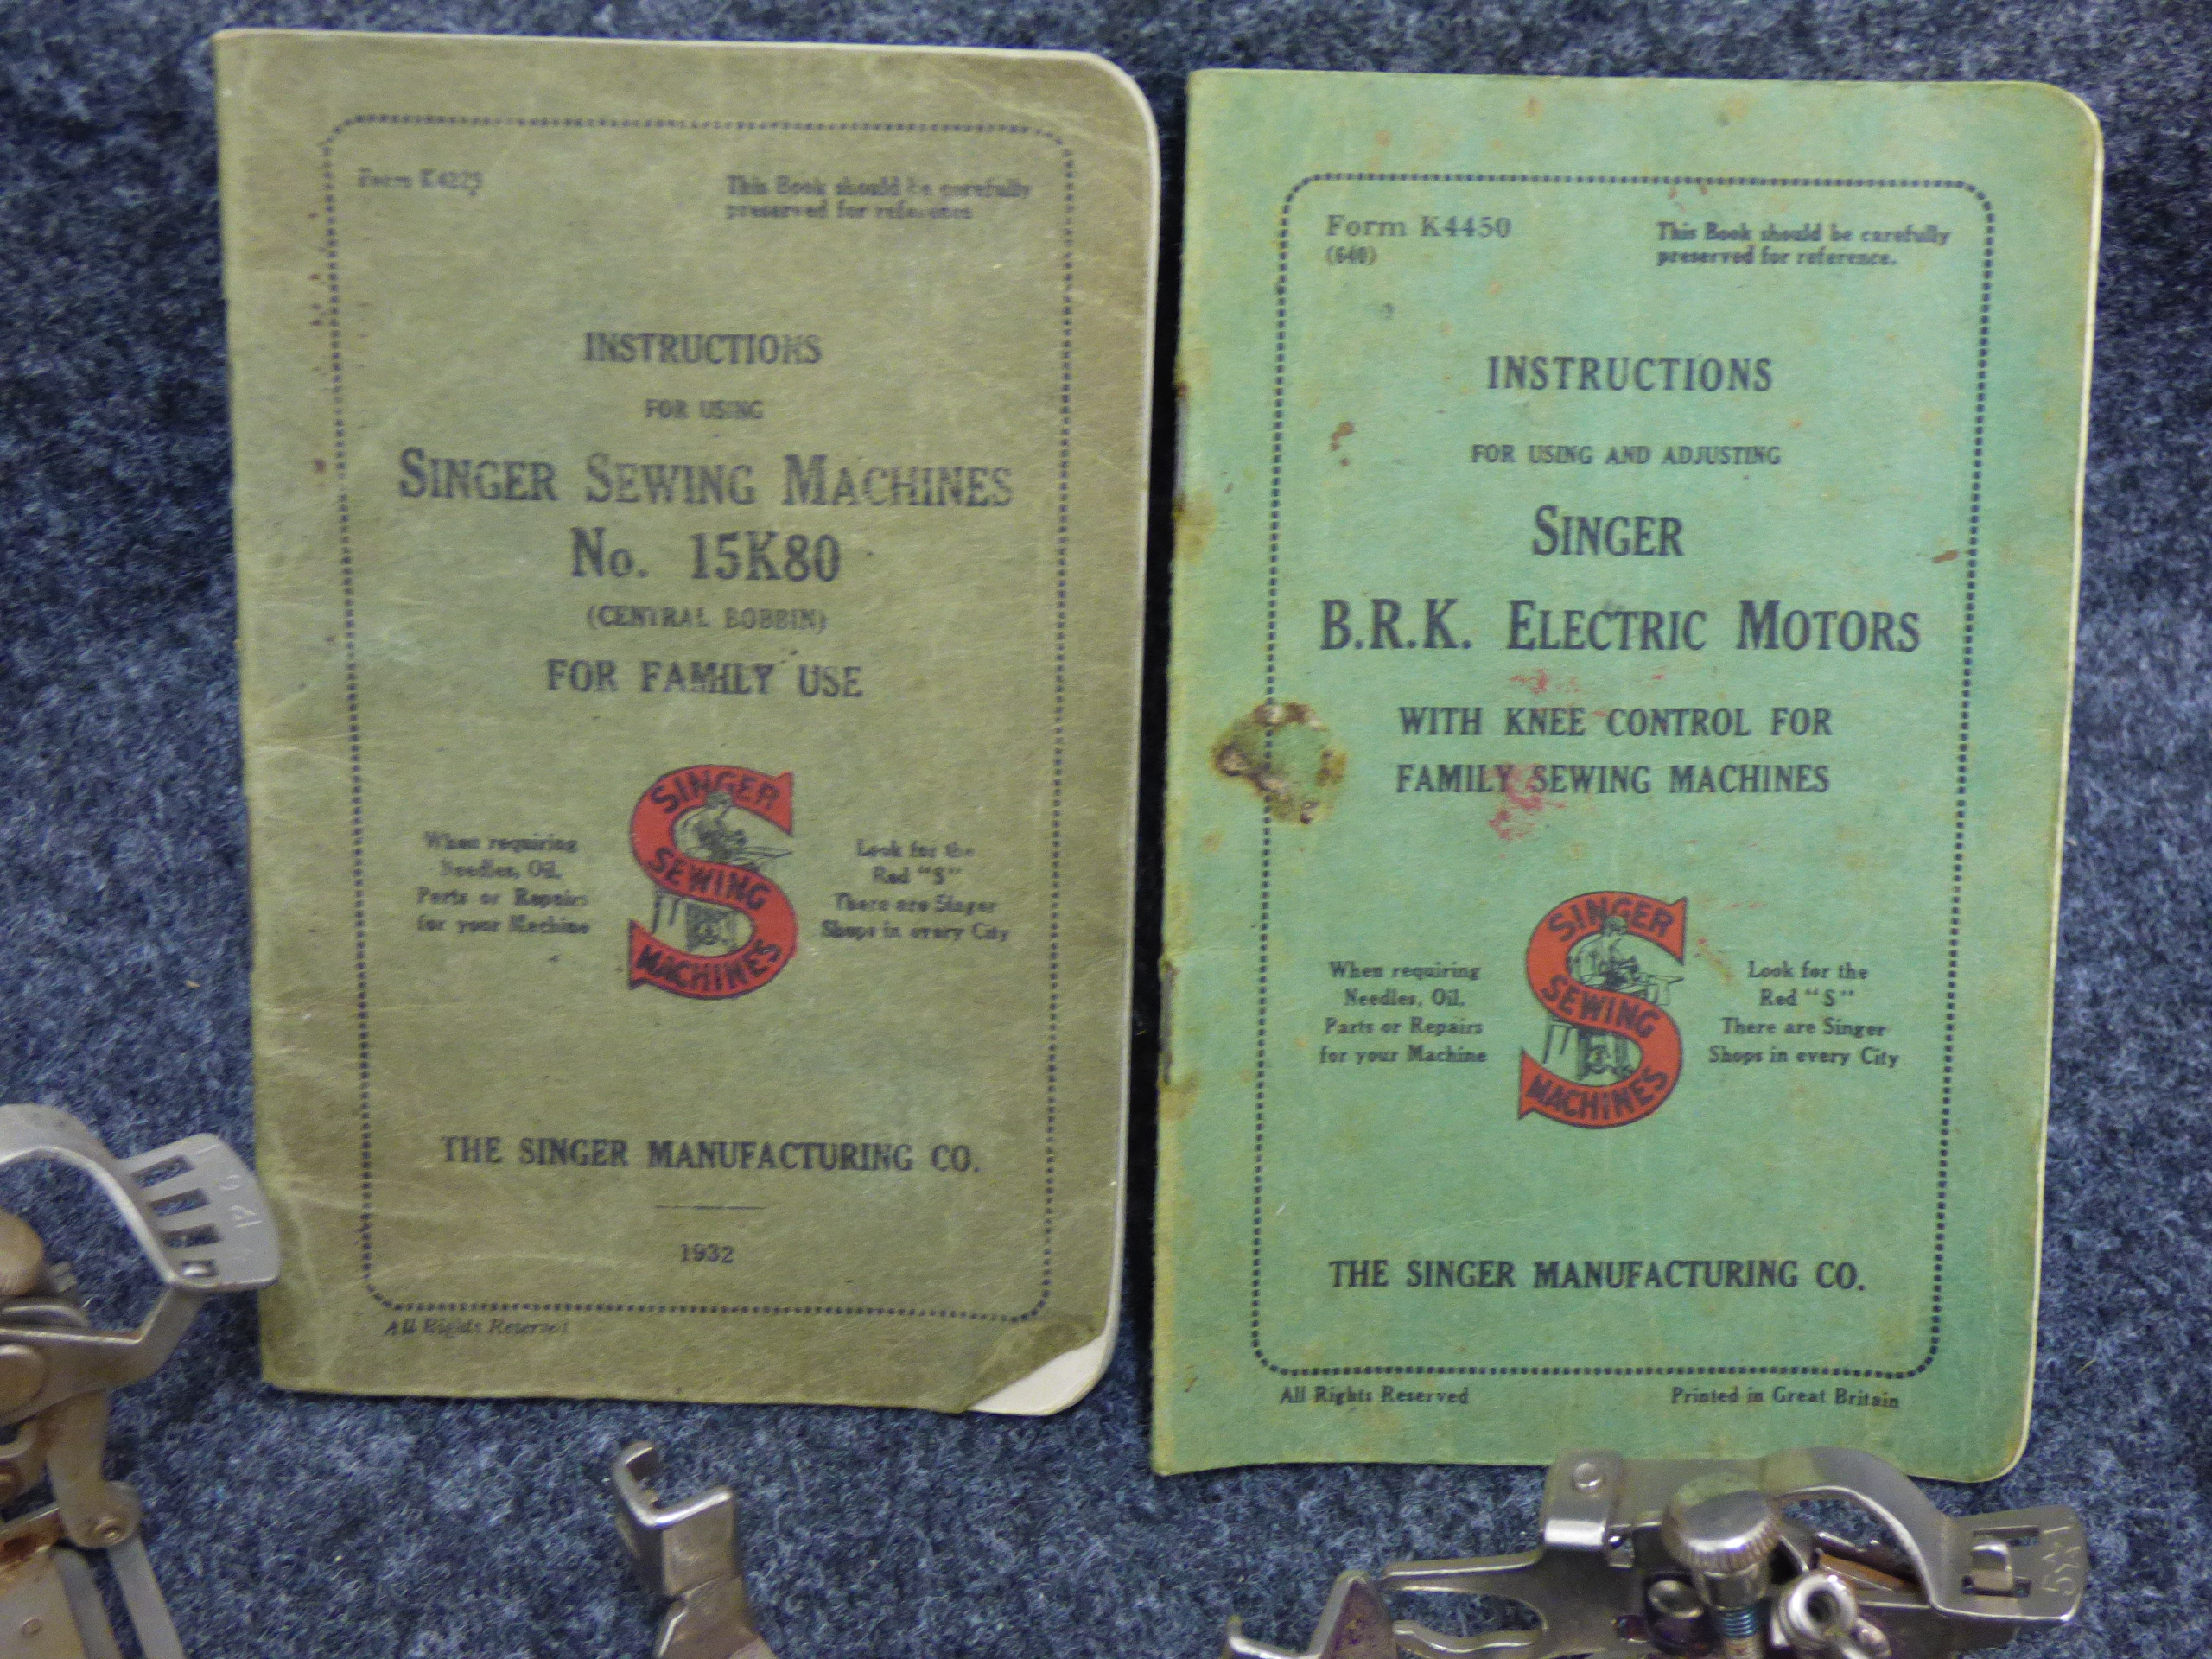 Form K4225
This Book should be carefully
preserved for reference
INSTRUCTIONS
FOR USING
SINGER SEWING MACHINES
No. 15K80
(CENTRAL BOBBIN)
FOR FAMILY USE
When requiring
Needles, Oil,
Parts or Repairs
for your Machine
SINGER
SEWING
MACHINES
Look for the
Red "S"
There are Singer
Shops in every City
THE SINGER MANUFACTURING CO.
1932
All Rights Reserved
Form K4450
(640)
This Book should be carefully
preserved for reference.
INSTRUCTIONS
FOR USING AND ADJUSTING
SINGER
B.R.K. ELECTRIC MOTORS
WITH KNEE CONTROL FOR
FAMILY SEWING MACHINES
When requiring
Needles, Oil,
Parts or Repairs
for your Machine
SINGER
SEWING
MACHINES
Look for the
Red "S"
There are Singer
Shops in every City
THE SINGER MANUFACTURING CO.
All Rights Reserved
Printed in Great Britain